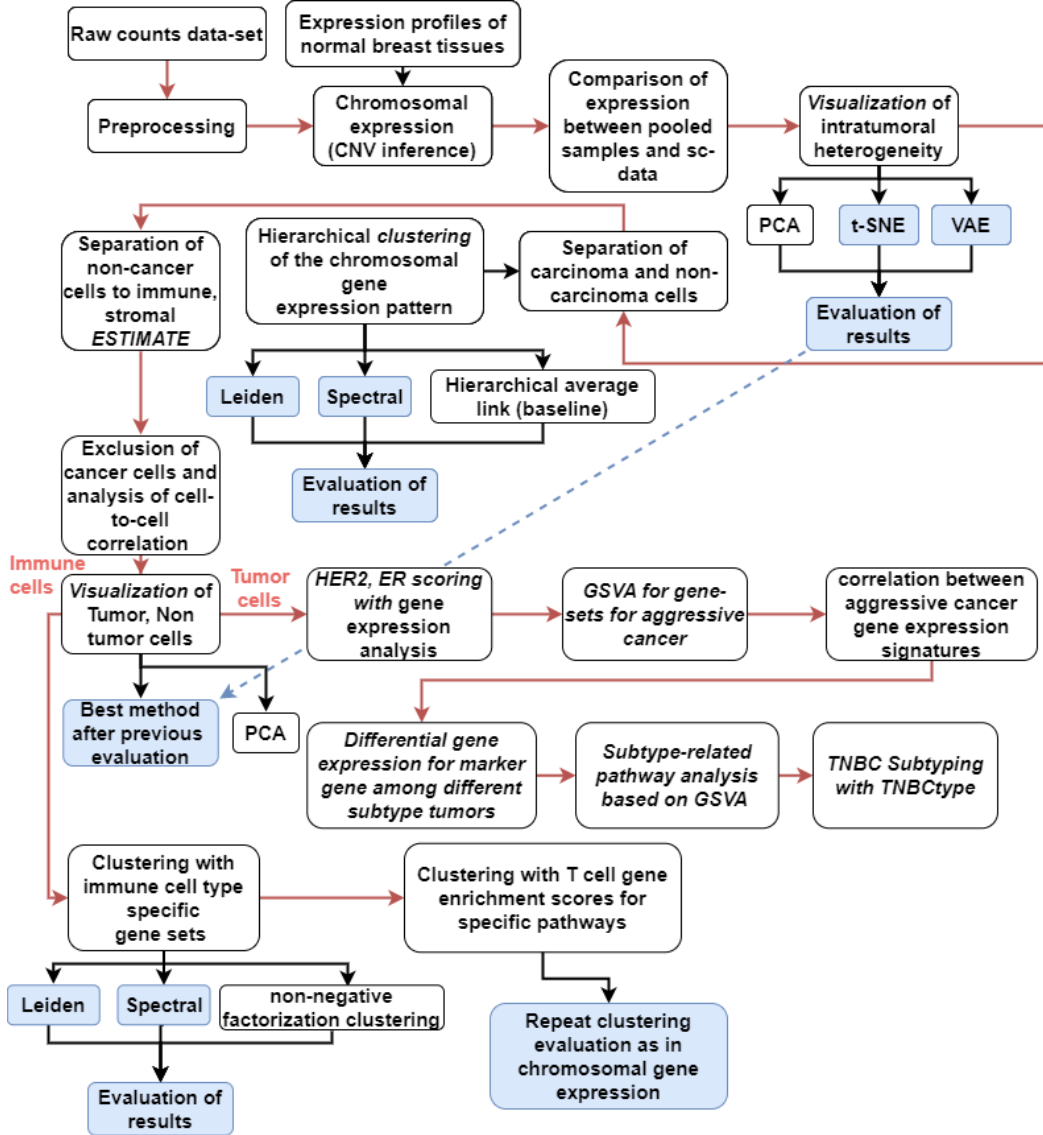 Raw counts data-set
Expression profiles of
normal breast tissues
Preprocessing
Chromosomal
expression
(CNV inference)
Comparison of
expression
between pooled
samples and sc-
data
Visualization of
intratumoral
heterogeneity
PCA
t-SNE
VAE
Evaluation of
results
Separation of
non-cancer
cells to immune,
stromal
ESTIMATE
Hierarchical clustering
of the chromosomal
gene
expression pattern
Separation of
carcinoma and non-
carcinoma cells
Leiden
Spectral
Hierarchical average
link (baseline)
Evaluation of
results
Exclusion of
cancer cells and
analysis of cell-
to-cell
correlation
Immune
cells
Visualization of
Tumor, Non
tumor cells
Tumor
cells
HER2, ER scoring
with gene
expression
analysis
GSVA for gene-
sets for aggressive
cancer
correlation between
aggressive cancer
gene expression
signatures
Best method
after previous
evaluation
PCA
Differential gene
expression for marker
gene among different
subtype tumors
Subtype-related
pathway analysis
based on GSVA
TNBC Subtyping
with TNBCtype
Clustering with
immune cell type
specific
gene sets
Clustering with T cell gene
enrichment scores for
specific pathways
Leiden
Spectral
non-negative
factorization clustering
Evaluation of
results
Repeat clustering
evaluation as in
chromosomal gene
expression